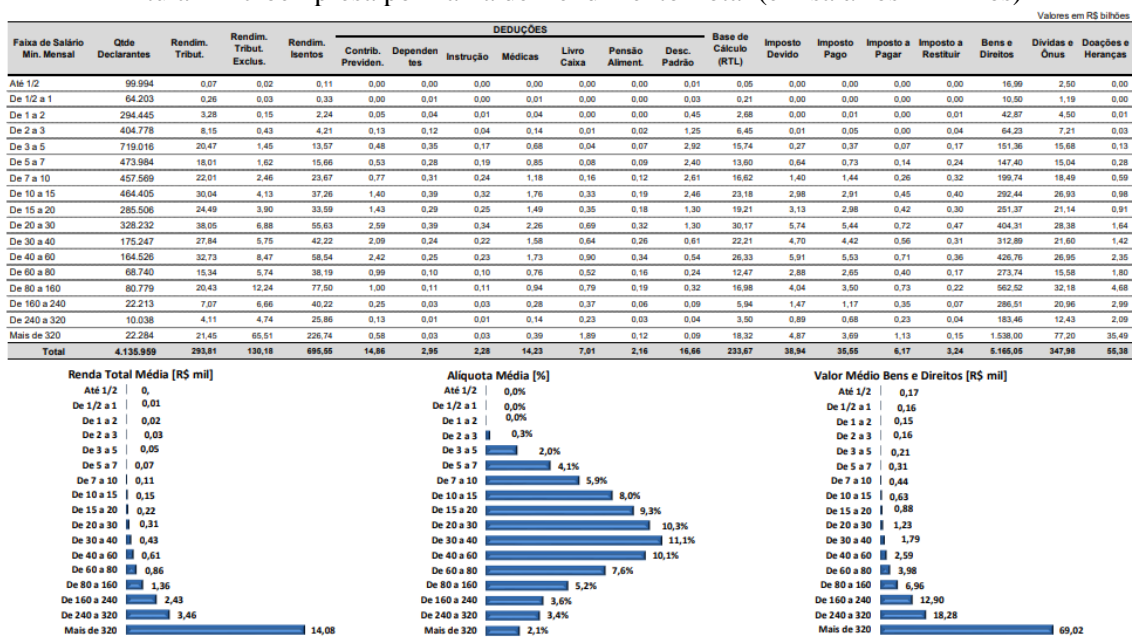 Valores em R$ bilhões
DEDUÇÕES
Faixa de Salário Mín. Mensal Qtde Declarantes Rendim. Tribut. Rendim. Tribut. Exclus. Rendim. Isentos Contrib. Previden. Dependen tes Instrução Médicas Livro Caixa Pensão Aliment. Desc. Padrão Base de Cálculo (RTL) Imposto Devido Imposto Pago Imposto a Pagar Imposto a Restituir Bens e Direitos Dívidas e Ônus Doações e Heranças
Até 1/2 99.994 0,07 0,02 0,11 0,00 0,00 0,00 0,00 0,00 0,00 0,01 0,05 0,00 0,00 0,00 0,00 16,99 2,50 0,00
De 1/2 a 1 64.203 0,26 0,03 0,33 0,00 0,01 0,00 0,01 0,00 0,00 0,03 0,21 0,00 0,00 0,00 0,00 10,50 1,19 0,00
De 1 a 2 294.445 3,28 0,15 2,24 0,05 0,04 0,01 0,04 0,00 0,00 0,45 2,68 0,00 0,01 0,00 0,01 42,87 4,50 0,01
De 2 a 3 404.778 8,15 0,43 4,21 0,13 0,12 0,04 0,14 0,01 0,02 1,25 6,45 0,01 0,05 0,00 0,04 64,23 7,21 0,03
De 3 a 5 719.016 20,47 1,45 13,57 0,48 0,35 0,17 0,68 0,04 0,07 2,92 15,74 0,27 0,37 0,07 0,17 151,36 15,68 0,13
De 5 a 7 473.984 18,01 1,62 15,66 0,53 0,28 0,19 0,85 0,08 0,09 2,40 13,60 0,64 0,73 0,14 0,24 147,40 15,04 0,28
De 7 a 10 457.569 22,01 2,46 23,67 0,77 0,31 0,24 1,18 0,16 0,12 2,61 16,62 1,40 1,44 0,26 0,32 199,74 18,49 0,59
De 10 a 15 464.405 30,04 4,13 37,26 1,40 0,39 0,32 1,76 0,33 0,19 2,46 23,18 2,98 2,91 0,45 0,40 292,44 26,93 0,98
De 15 a 20 285.506 24,49 3,90 33,59 1,43 0,29 0,25 1,49 0,35 0,18 1,30 19,21 3,13 2,98 0,42 0,30 251,37 21,14 0,91
De 20 a 30 328.232 38,05 6,88 55,63 2,59 0,39 0,34 2,26 0,69 0,32 1,30 30,17 5,74 5,44 0,72 0,47 404,31 28,38 1,64
De 30 a 40 175.247 27,84 5,75 42,22 2,09 0,24 0,22 1,58 0,64 0,26 0,61 22,21 4,70 4,42 0,56 0,31 312,89 21,60 1,42
De 40 a 60 164.526 32,73 8,47 58,54 2,42 0,25 0,23 1,73 0,90 0,34 0,54 26,33 5,91 5,53 0,71 0,36 426,76 26,95 2,35
De 60 a 80 68.740 15,34 5,74 38,19 0,99 0,10 0,10 0,76 0,52 0,16 0,24 12,47 2,88 2,65 0,40 0,17 273,74 15,58 1,80
De 80 a 160 80.779 20,43 12,24 77,50 1,00 0,11 0,11 0,94 0,79 0,19 0,32 16,98 4,04 3,50 0,73 0,22 562,52 32,18 4,68
De 160 a 240 22.213 7,07 6,66 40,22 0,25 0,03 0,03 0,28 0,37 0,06 0,09 5,94 1,47 1,17 0,35 0,07 286,51 20,96 2,99
De 240 a 320 10.038 4,11 4,74 25,86 0,13 0,01 0,01 0,14 0,23 0,03 0,04 3,50 0,89 0,68 0,23 0,04 183,46 12,43 2,09
Mais de 320 22.284 21,45 65,51 226,74 0,58 0,03 0,03 0,39 1,89 0,12 0,09 18,32 4,87 3,69 1,13 0,15 1.538,00 77,20 35,49
Total 4.135.959 293,81 130,18 695,55 14,86 2,95 2,28 14,23 7,01 2,16 16,66 233,67 38,94 35,55 6,17 3,24 5.165,05 347,98 55,38
Renda Total Média [R$ mil]
Até 1/2 0,
De 1/2 a 1 0,01
De 1 a 2 0,02
De 2 a 3 0,03
De 3 a 5 0,05
De 5 a 7 0,07
De 7 a 10 0,11
De 10 a 15 0,15
De 15 a 20 0,22
De 20 a 30 0,31
De 30 a 40 0,43
De 40 a 60 0,61
De 60 a 80 0,86
De 80 a 160 1,36
De 160 a 240 2,43
De 240 a 320 3,46
Mais de 320 14,08
Alíquota Média [%]
Até 1/2 0,0%
De 1/2 a 1 0,0%
De 1 a 2 0,0%
De 2 a 3 0,3%
De 3 a 5 2,0%
De 5 a 7 4,1%
De 7 a 10 5,9%
De 10 a 15 8,0%
De 15 a 20 9,3%
De 20 a 30 10,3%
De 30 a 40 11,1%
De 40 a 60 10,1%
De 60 a 80 7,6%
De 80 a 160 5,2%
De 160 a 240 3,6%
De 240 a 320 3,4%
Mais de 320 2,1%
Valor Médio Bens e Direitos [R$ mil]
Até 1/2 0,17
De 1/2 a 1 0,16
De 1 a 2 0,15
De 2 a 3 0,16
De 3 a 5 0,21
De 5 a 7 0,31
De 7 a 10 0,44
De 10 a 15 0,63
De 15 a 20 0,88
De 20 a 30 1,23
De 30 a 40 1,79
De 40 a 60 2,59
De 60 a 80 3,98
De 80 a 160 6,96
De 160 a 240 12,90
De 240 a 320 18,28
Mais de 320 69,02